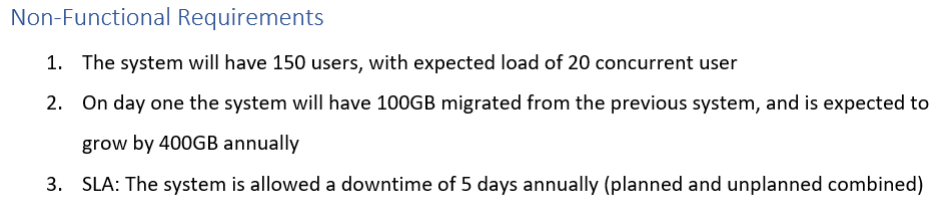 Non-Functional Requirements
1. The system will have 150 users, with expected load of 20 concurrent user
2. On day one the system will have 100GB migrated from the previous system, and is expected to
grow by 400GB annually
3. SLA: The system is allowed a downtime of 5 days annually (planned and unplanned combined)